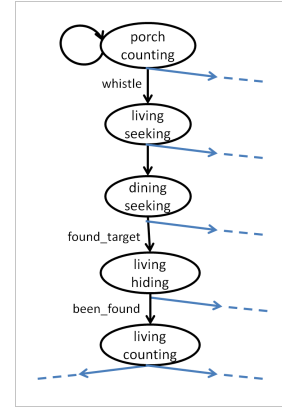 porch
counting
whistle
living
seeking
dining
seeking
found_target
living
hiding
been_found
living
counting